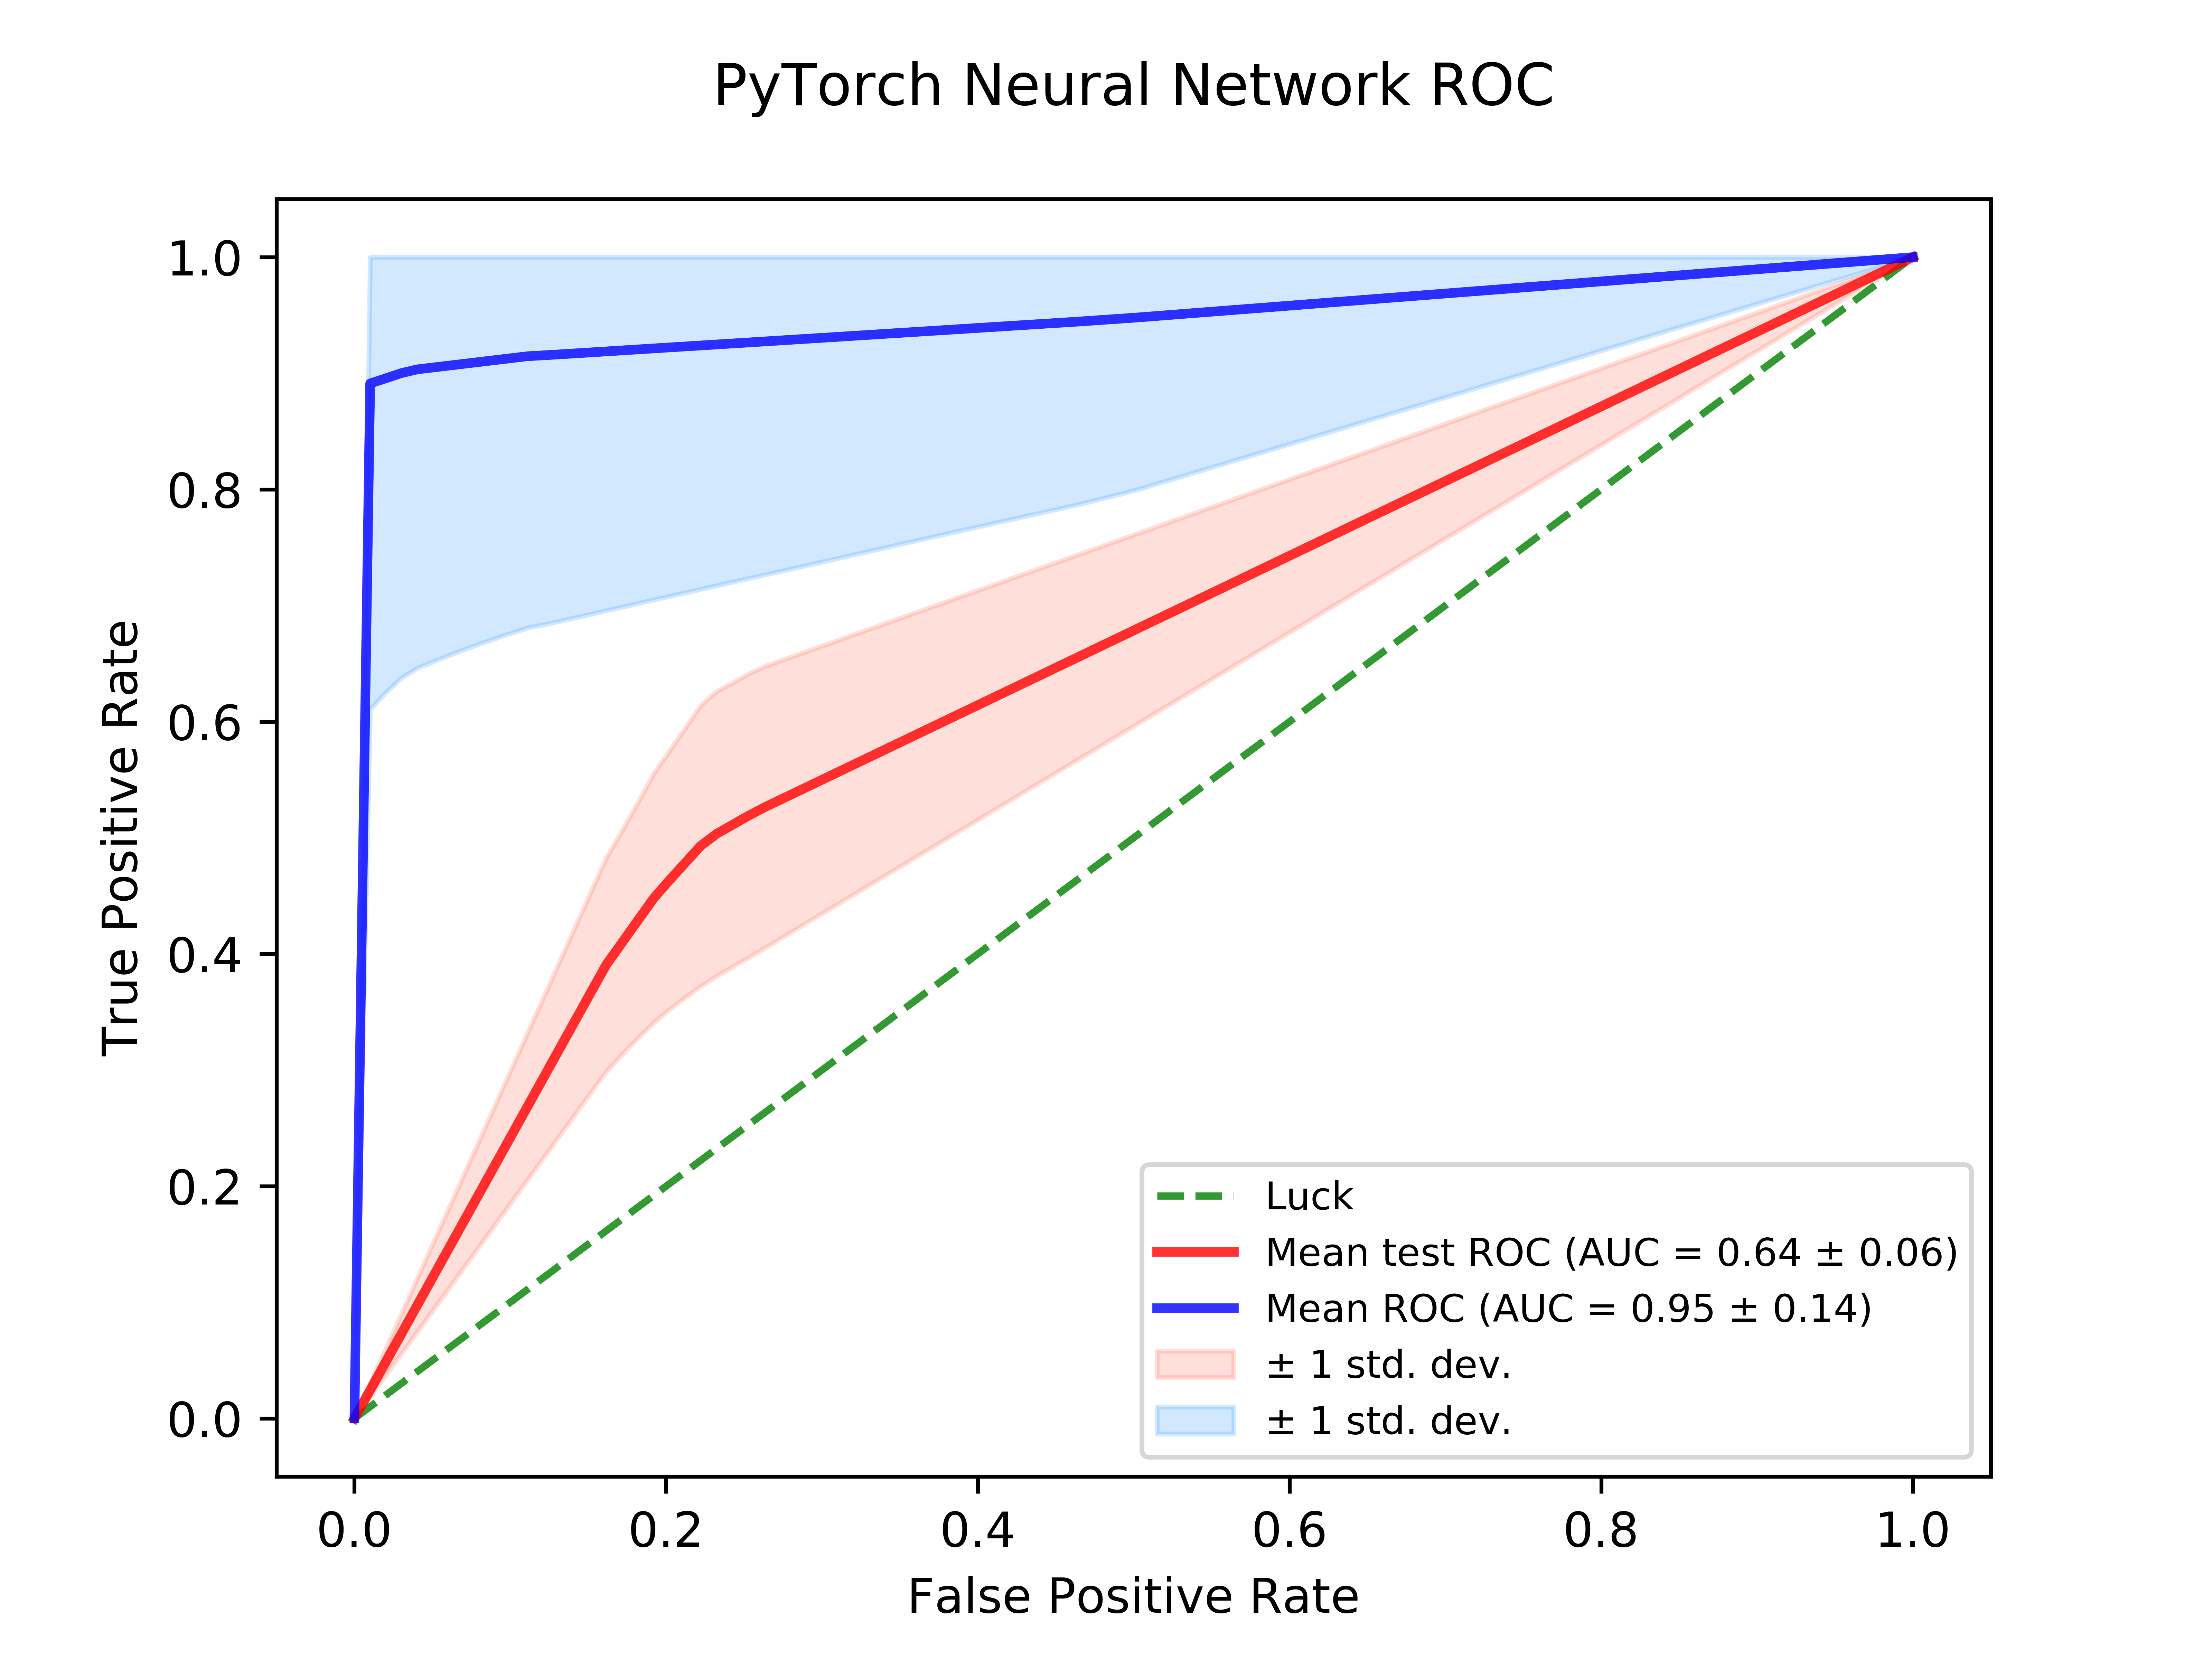 PyTorch Neural Network ROC
True Positive Rate
1.0
0.8
0.6
0.4
0.2
0.0
Luck
Mean test ROC (AUC = 0.64 ± 0.06)
Mean ROC (AUC = 0.95 ± 0.14)
± 1 std. dev.
± 1 std. dev.
0.0 0.2 0.4 0.6 0.8 1.0
False Positive Rate